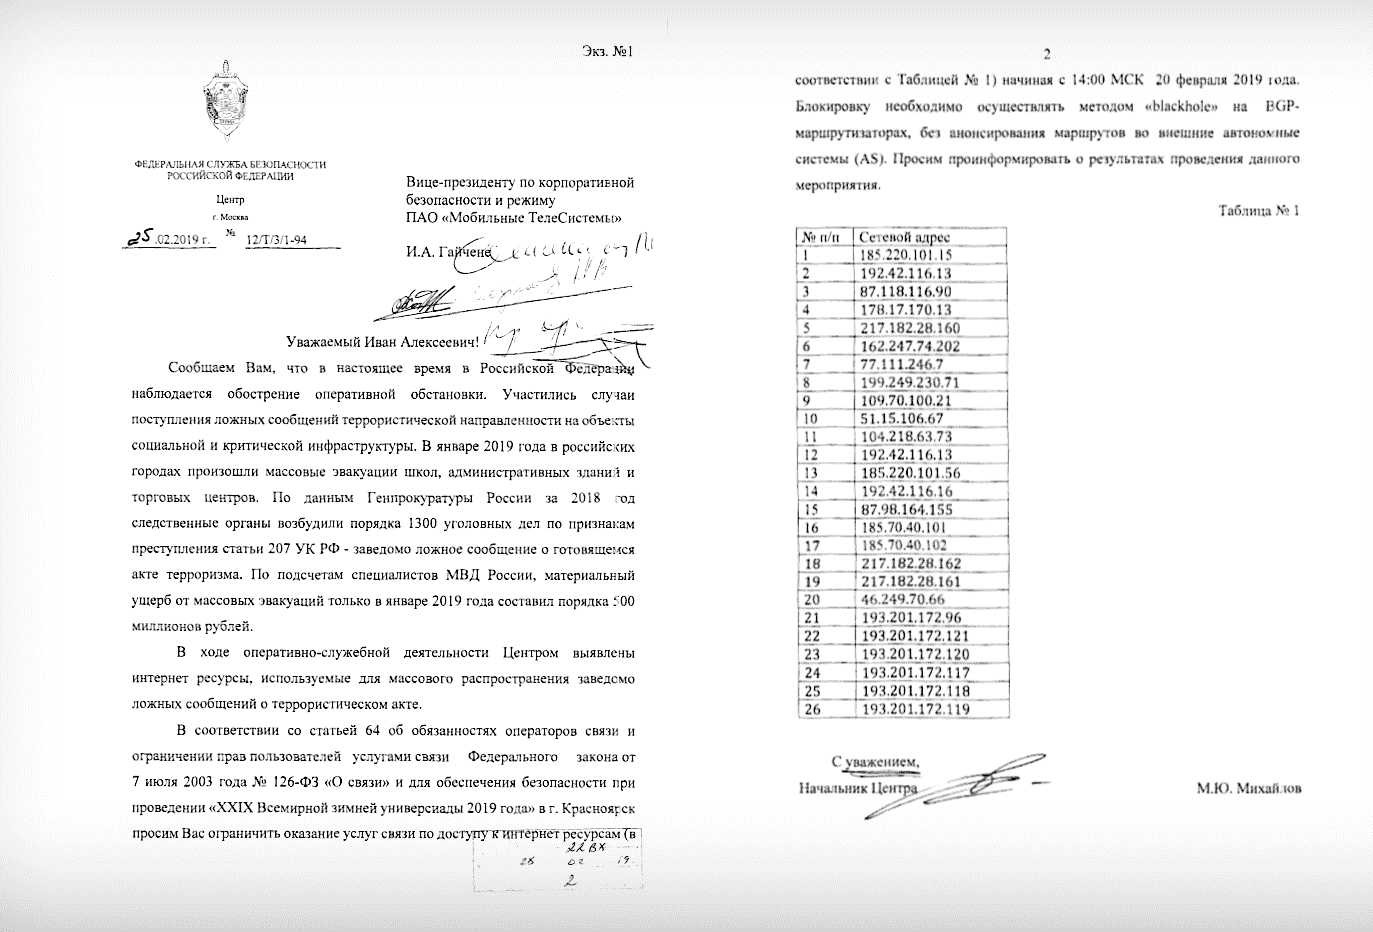 Экз. №1
ФЕДЕРАЛЬНАЯ СЛУЖБА БЕЗОПАСНОСТИ
РОССИЙСКОЙ ФЕДЕРАЦИИ
Центр
г. Москва
25.02.2019 г. № 12/Т/3/1-94
Вице-президенту по корпоративной
безопасности и режиму
ПАО «Мобильные ТелеСистемы»
И.А. Гайчене
Уважаемый Иван Алексеевич!
Сообщаем Вам, что в настоящее время в Российской Федерации
наблюдается обострение оперативной обстановки. Участились случаи
поступления ложных сообщений террористической направленности на объекты
социальной и критической инфраструктуры. В январе 2019 года в российских
городах произошли массовые эвакуации школ, административных зданий и
торговых центров. По данным Генпрокуратуры России за 2018 год
следственные органы возбудили порядка 1300 уголовных дел по признакам
преступления статьи 207 УК РФ - заведомо ложное сообщение о готовящемся
акте терроризма. По подсчетам специалистов МВД России, материальный
ущерб от массовых эвакуаций только в январе 2019 года составил порядка 500
миллионов рублей.
В ходе оперативно-служебной деятельности Центром выявлены
интернет ресурсы, используемые для массового распространения заведомо
ложных сообщений о террористическом акте.
В соответствии со статьей 64 об обязанностях операторов связи и
ограничении прав пользователей услугами связи Федерального закона от
7 июля 2003 года № 126-ФЗ «О связи» и для обеспечения безопасности при
проведении «XXIX Всемирной зимней универсиады 2019 года» в г. Красноярск
просим Вас ограничить оказание услуг связи по доступу к интернет ресурсам (в
22 ВХ
28 02 19
2
2
соответствии с Таблицей № 1) начиная с 14:00 МСК 20 февраля 2019 года.
Блокировку необходимо осуществлять методом «blackhole» на BGP-
маршрутизаторах, без анонсирования маршрутов во внешние автономные
системы (AS). Просим проинформировать о результатах проведения данного
мероприятия.
Таблица № 1
№ п/п Сетевой адрес
1 185.220.101.15
2 192.42.116.13
3 87.118.116.90
4 178.17.170.13
5 217.182.28.160
6 162.247.74.202
7 77.111.246.7
8 199.249.230.71
9 109.70.100.21
10 51.15.106.67
11 104.218.63.73
12 192.42.116.13
13 185.220.101.56
14 192.42.116.16
15 87.98.164.155
16 185.70.40.101
17 185.70.40.102
18 217.182.28.162
19 217.182.28.161
20 46.249.70.66
21 193.201.172.96
22 193.201.172.121
23 193.201.172.120
24 193.201.172.117
25 193.201.172.118
26 193.201.172.119
С уважением,
Начальник Центра М.Ю. Михайлов